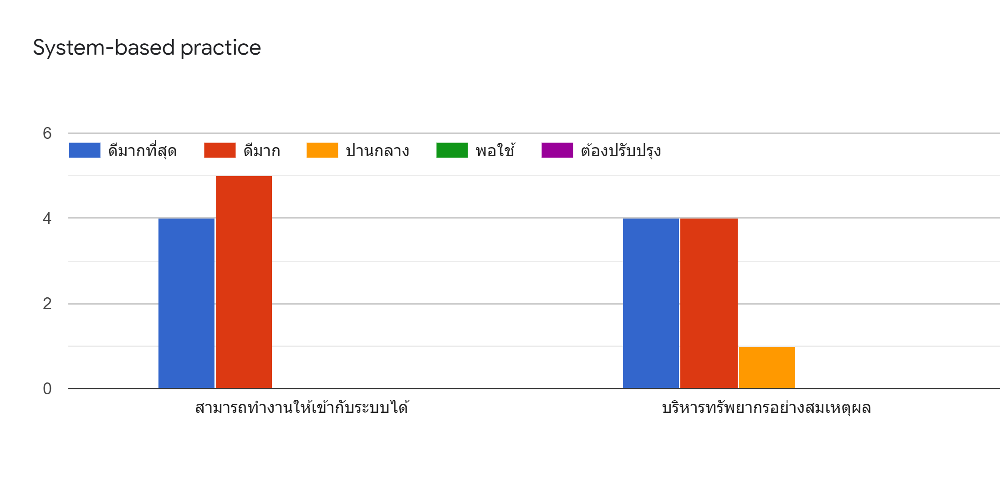 System-based practice
6
ดีมากที่สุด ดีมาก ปานกลาง พอใช้ ต้องปรับปรุง
4
2
0
สามารถทำงานให้เข้ากับระบบได้ บริหารทรัพยากรอย่างสมเหตุผล